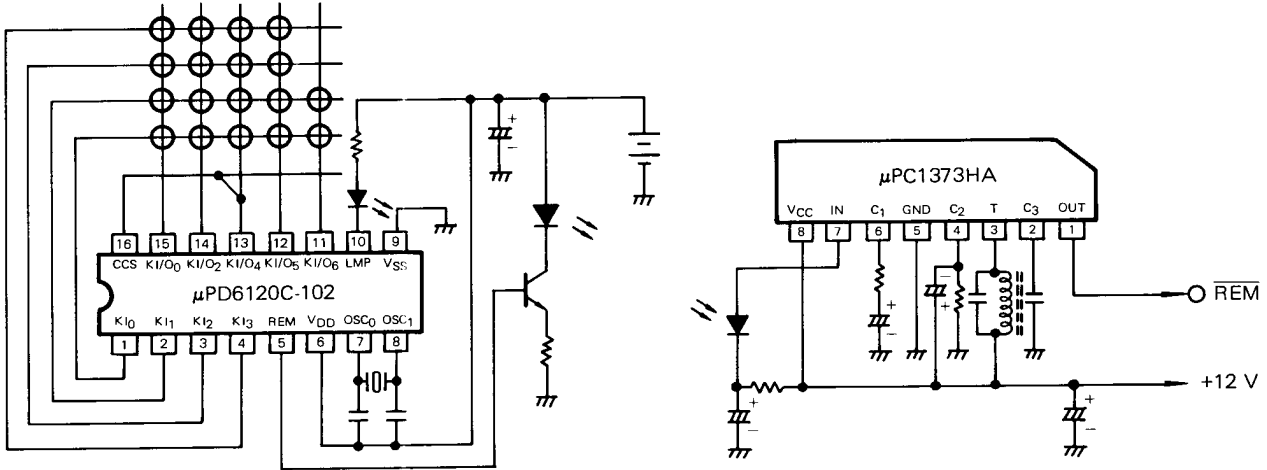 16 15 14 13 12 11 10 9
CCS KI/O₀ KI/O₂ KI/O₄ KI/O₅ KI/O₆ LMP VSS
μPD6120C-102
KI₀ KI₁ KI₂ KI₃ REM VDD OSC₀ OSC₁
1 2 3 4 5 6 7 8
+
−
μPC1373HA
VCC IN C₁ GND C₂ T C₃ OUT
8 7 6 5 4 3 2 1
+
−
−
+
R̅E̅M̅
+12 V
+
−
+
−